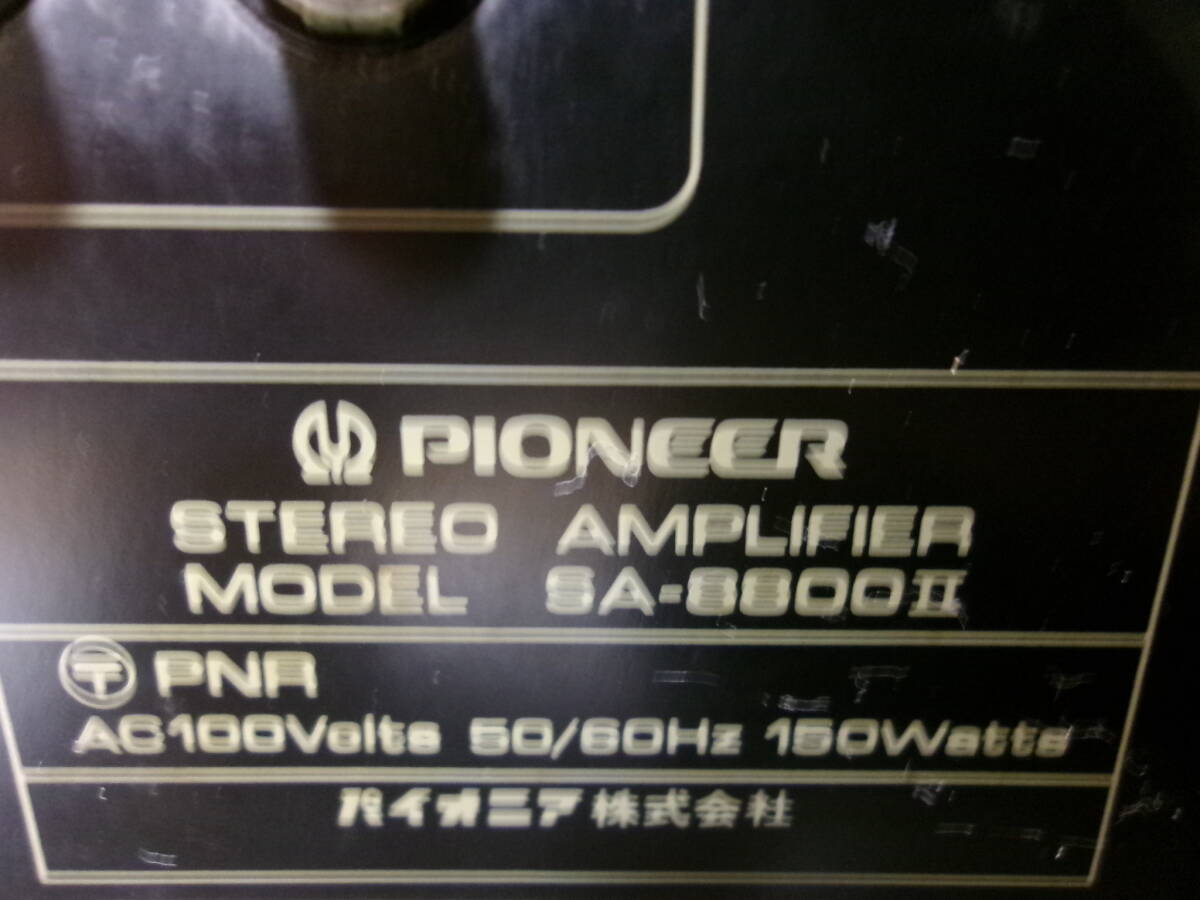 PIONEER
STEREO AMPLIFIER
MODEL SA-8800II
〒 PNR
AC100Volts 50/60Hz 150Watts
パイオニア株式会社